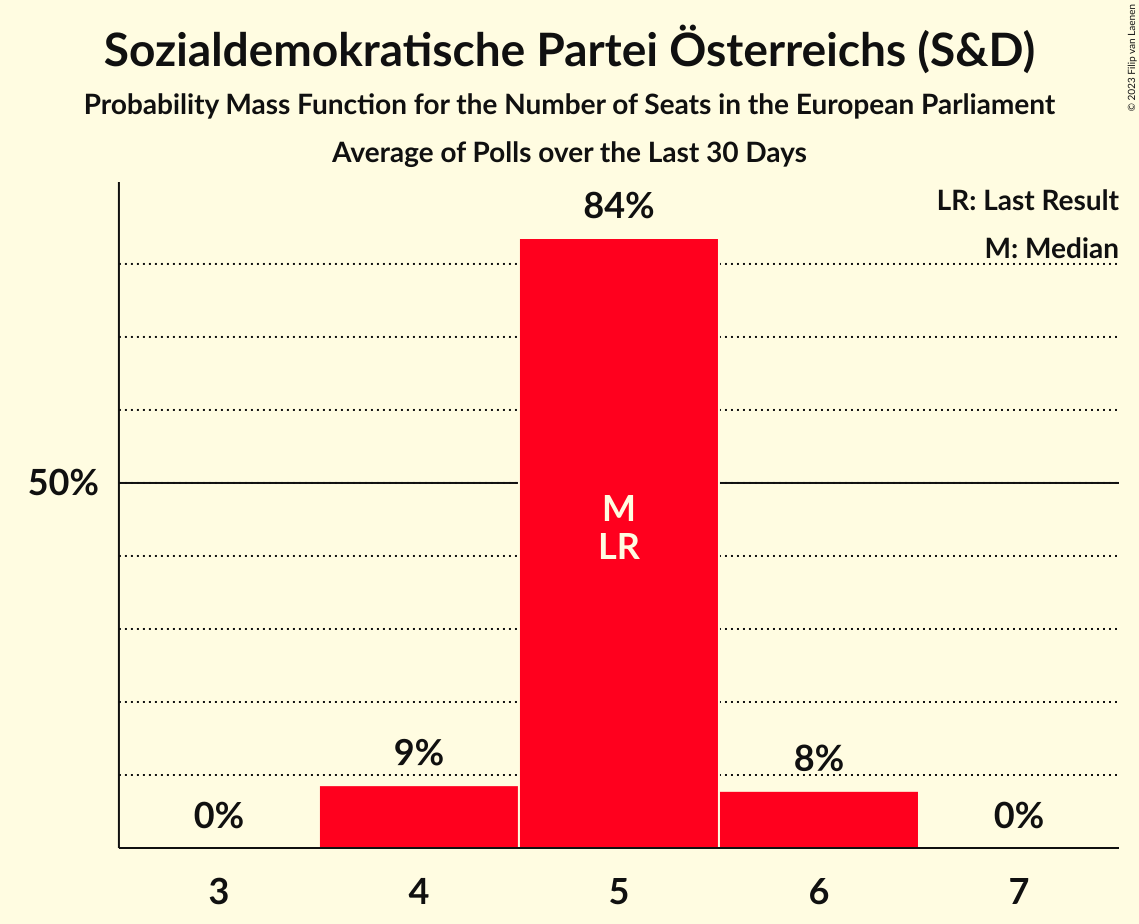 Sozialdemokratische Partei Österreichs (S&D)
Probability Mass Function for the Number of Seats in the European Parliament
Average of Polls over the Last 30 Days
© 2023 Filip van Laenen
LR: Last Result
M: Median
84%
50%
M
LR
9%
8%
0%
0%
3
4
5
6
7